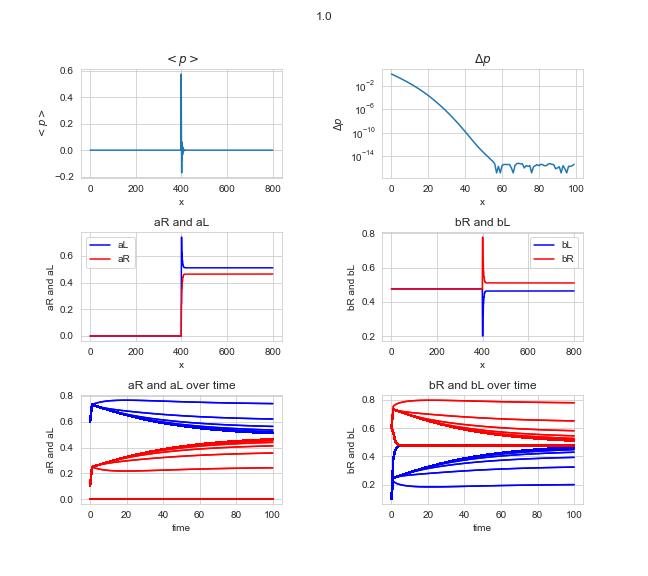 1.0
< p >
Δp
0.6
0.4
0.2
0.0
−0.2
< p >
0 200 400 600 800
x
10⁻²
10⁻⁶
10⁻¹⁰
10⁻¹⁴
Δp
0 20 40 60 80 100
x
aR and aL
bR and bL
0.6
0.4
0.2
0.0
aR and aL
aL
aR
0 200 400 600 800
x
0.8
0.6
0.4
0.2
bR and bL
bL
bR
0 200 400 600 800
x
aR and aL over time
bR and bL over time
0.8
0.6
0.4
0.2
0.0
aR and aL
0 20 40 60 80 100
time
0.8
0.6
0.4
0.2
bR and bL
0 20 40 60 80 100
time